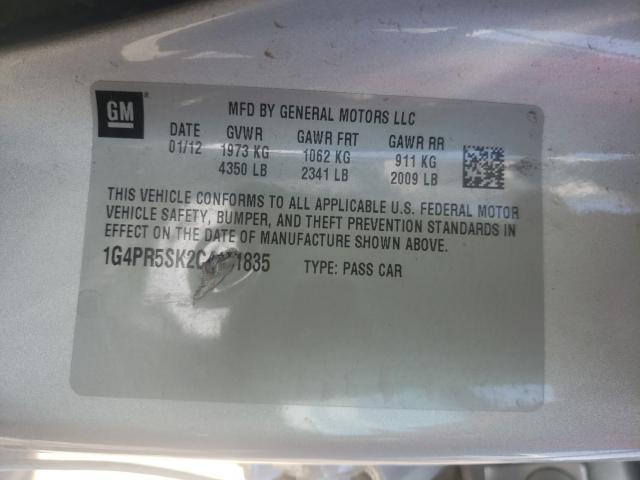 GM
MFD BY GENERAL MOTORS LLC
DATE GVWR GAWR FRT GAWR RR
01/12 1973 KG 1062 KG 911 KG
4350 LB 2341 LB 2009 LB
THIS VEHICLE CONFORMS TO ALL APPLICABLE U.S. FEDERAL MOTOR
VEHICLE SAFETY, BUMPER, AND THEFT PREVENTION STANDARDS IN
EFFECT ON THE DATE OF MANUFACTURE SHOWN ABOVE.
TYPE: PASS CAR